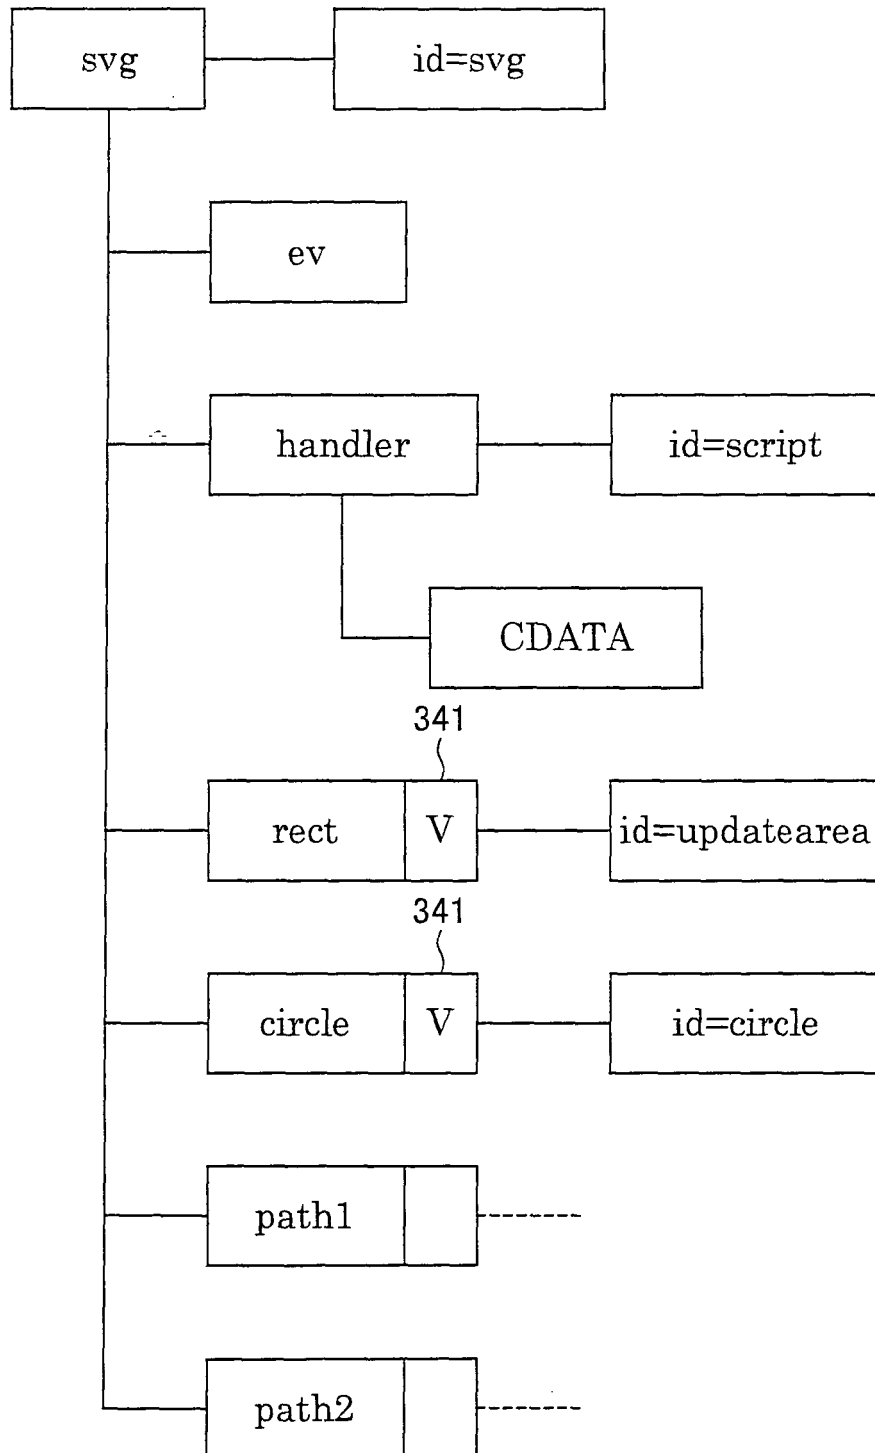 svg id=svg
ev
handler id=script
CDATA
341
rect V id=updatearea
341
circle V id=circle
path1
path2